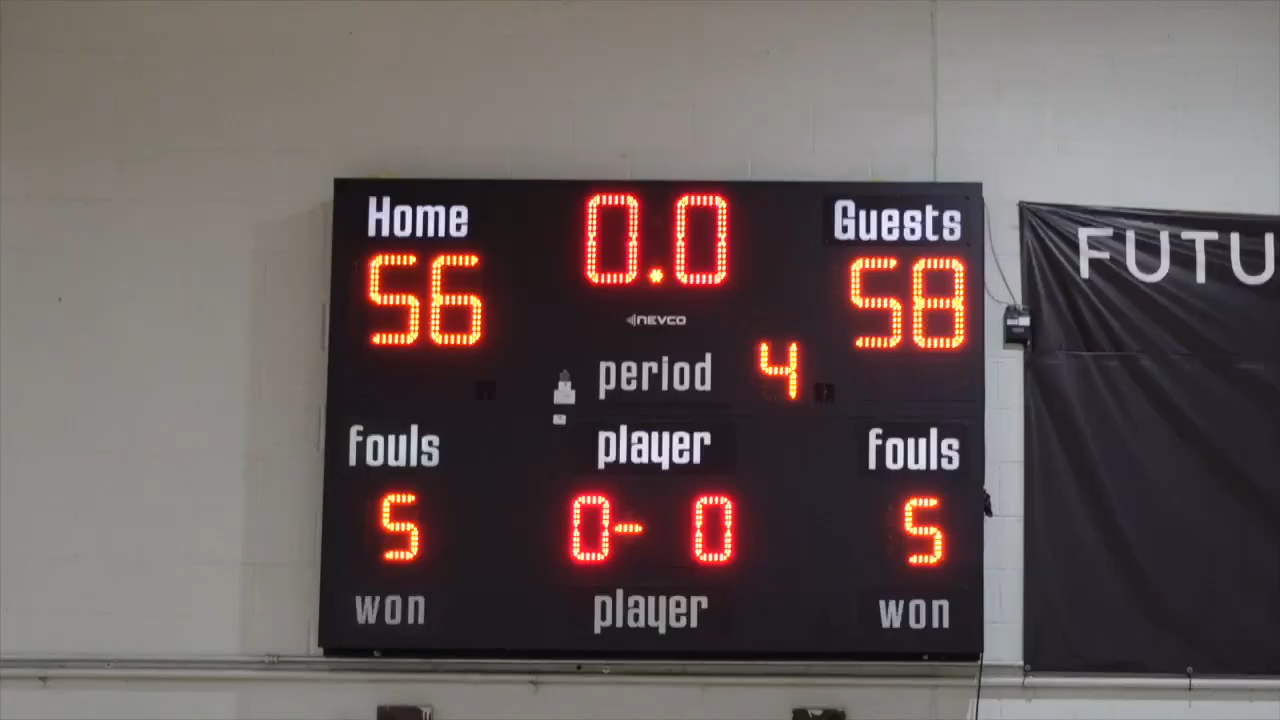 Home 0.0 Guests
56 58
NEVCO
period 4
fouls player fouls
5 0- 0 5
won player won
FUTU